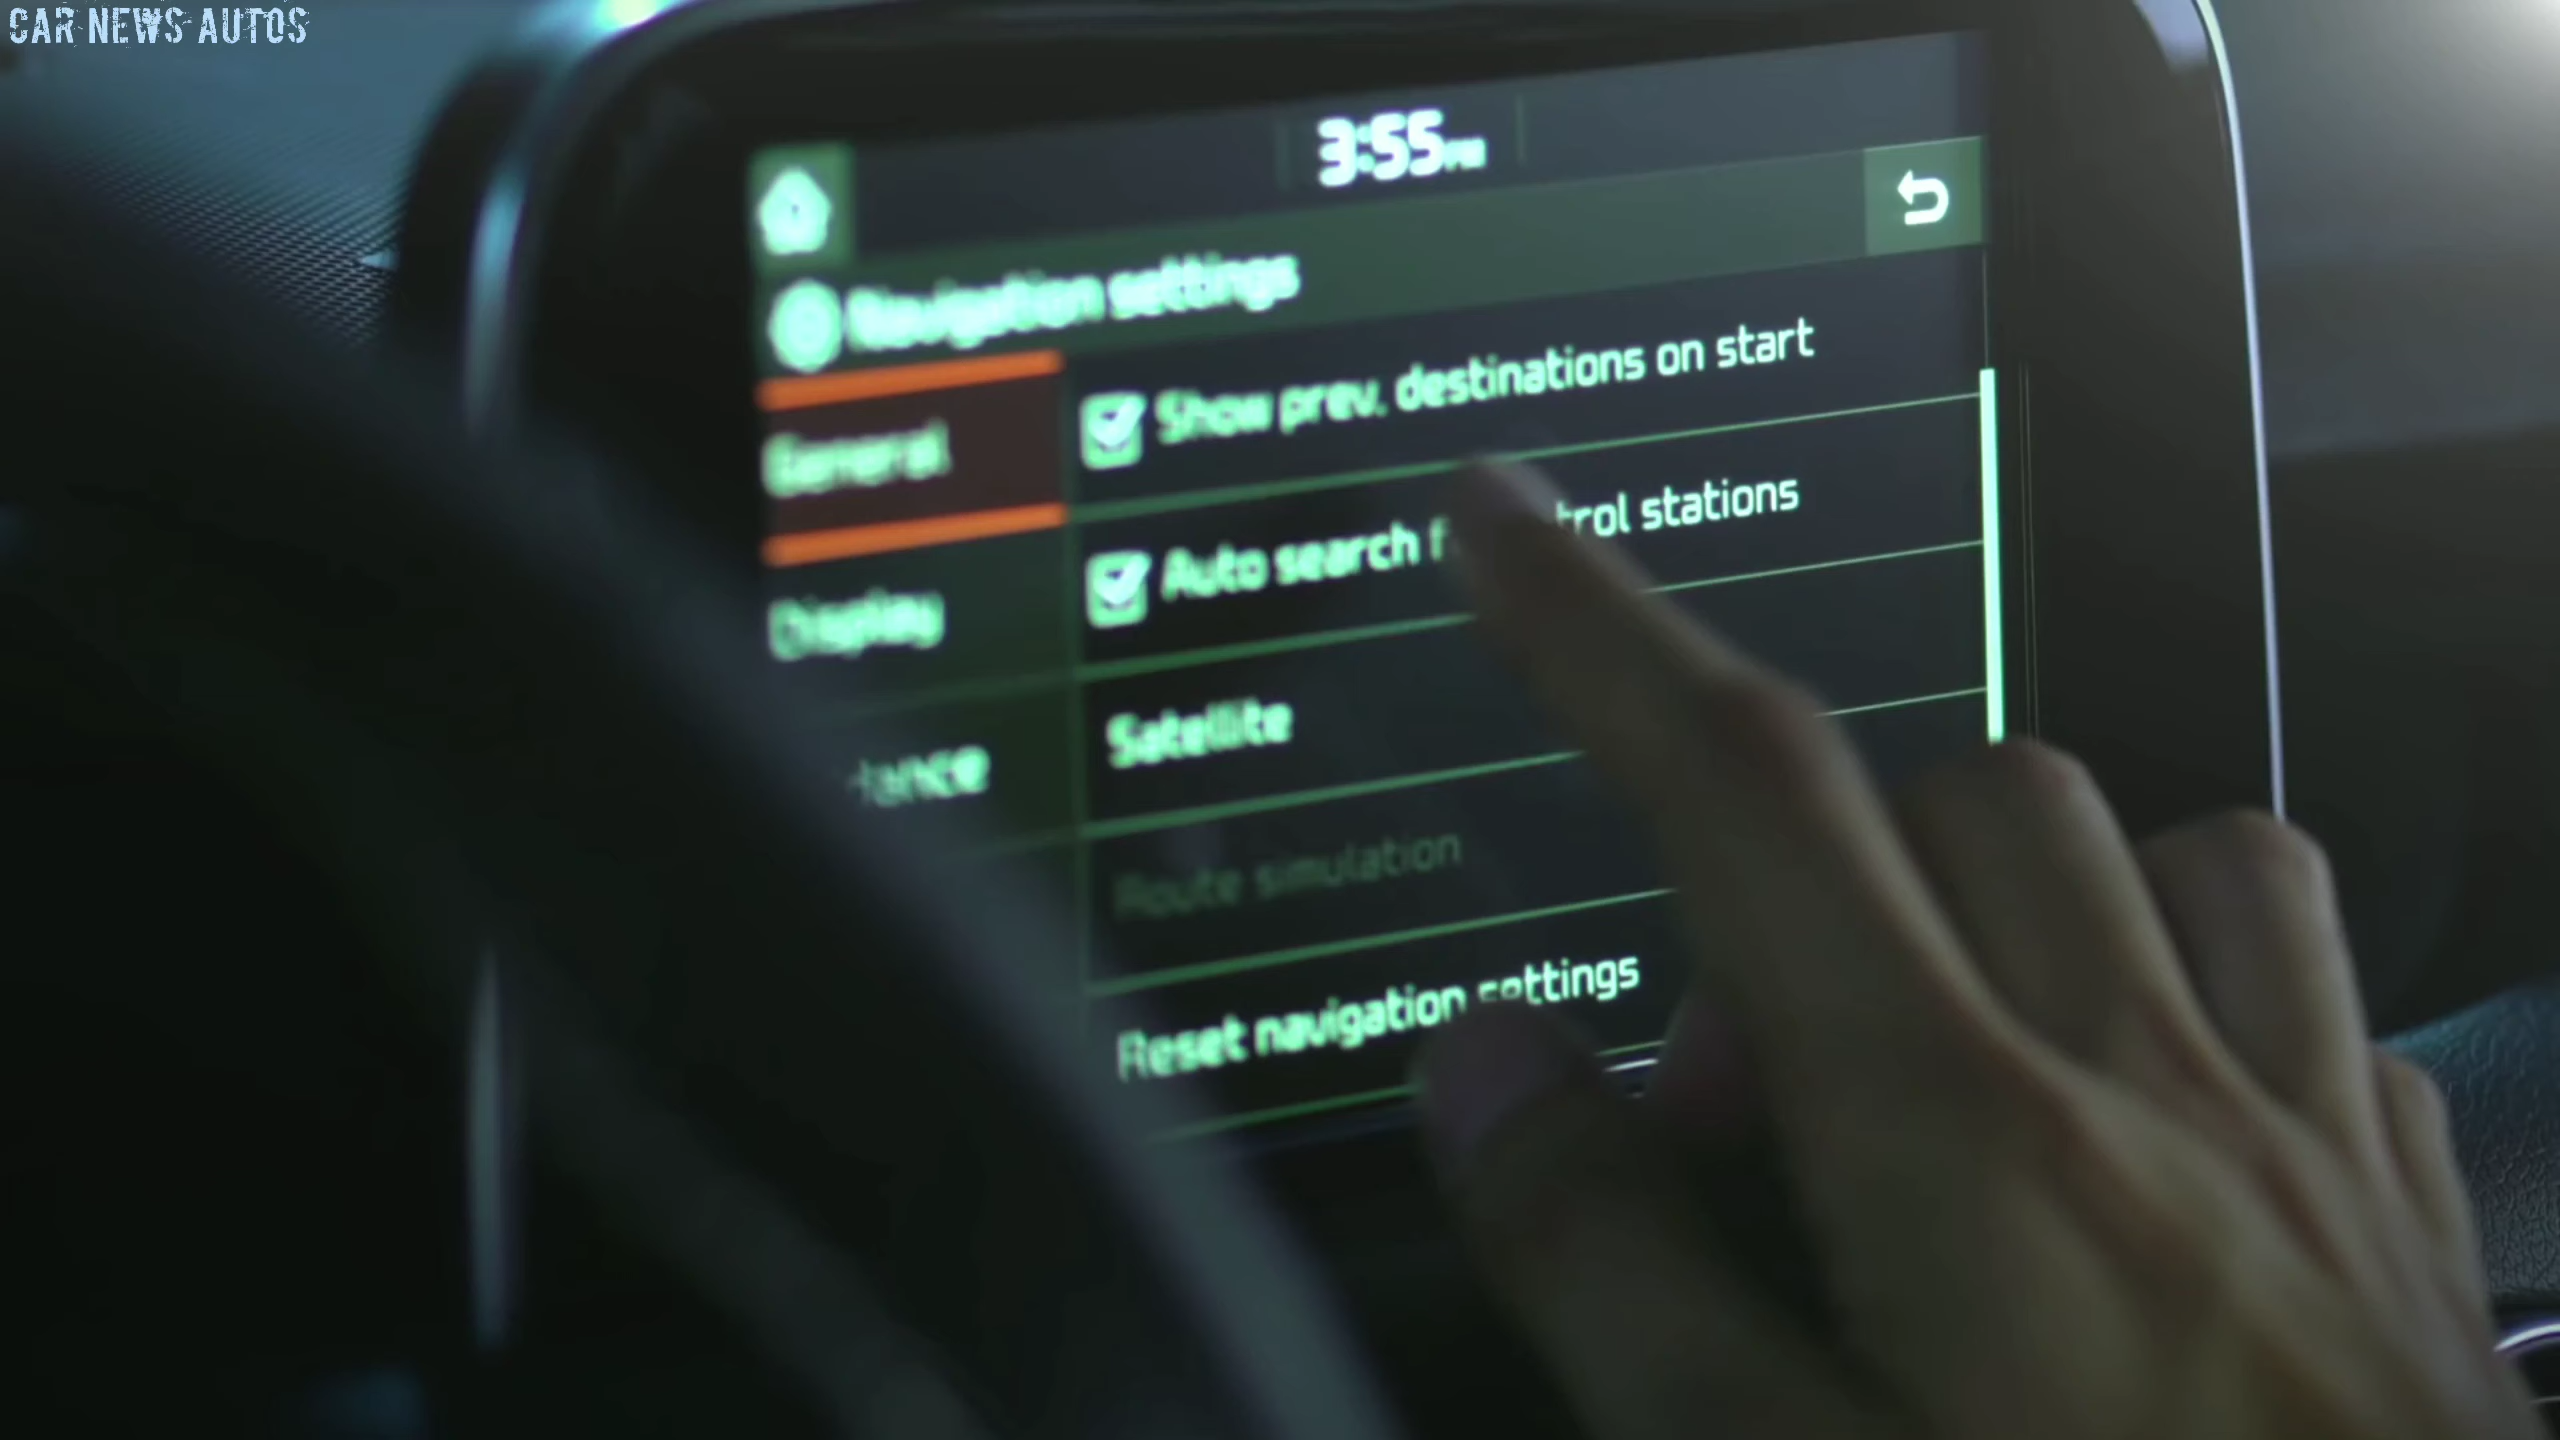 CAR NEWS AUTOS
3:55 PM
Navigation settings
General
Show prev. destinations on start
Auto search trol stations
Display
Satellite
Route simulation
Reset navigation settings